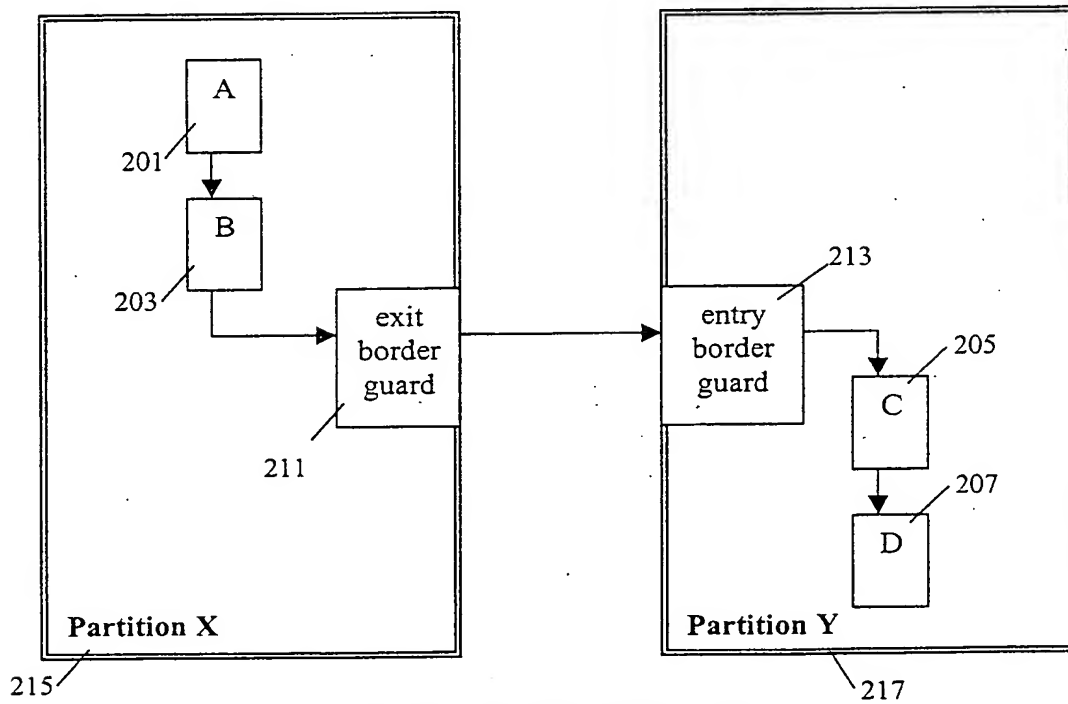 A
201
B
203
exit
border
guard
211
Partition X
215
213
entry
border
guard
205
C
207
D
Partition Y
217